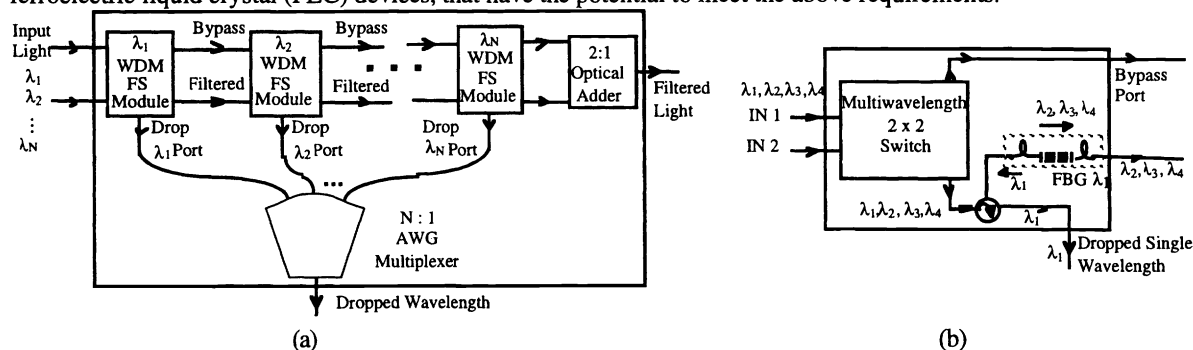 ferroelectric liquid crystal (FLC) devices, that have the potential to meet the above requirements.
Input
Light
λ1
λ2
⋮
λN
λ1
WDM
FS
Module
Bypass
Filtered
λ2
WDM
FS
Module
Bypass
Filtered
λN
WDM
FS
Module
2:1
Optical
Adder
Filtered
Light
Drop
λ1 Port
Drop
λ2 Port
Drop
λN Port
N : 1
AWG
Multiplexer
Dropped Wavelength
(a)
λ1, λ2, λ3, λ4
IN 1
IN 2
Multiwavelength
2 x 2
Switch
Bypass
Port
λ2, λ3, λ4
λ1
FBG λ1
λ2, λ3, λ4
λ1λ2, λ3, λ4
λ1
λ1
Dropped Single
Wavelength
(b)